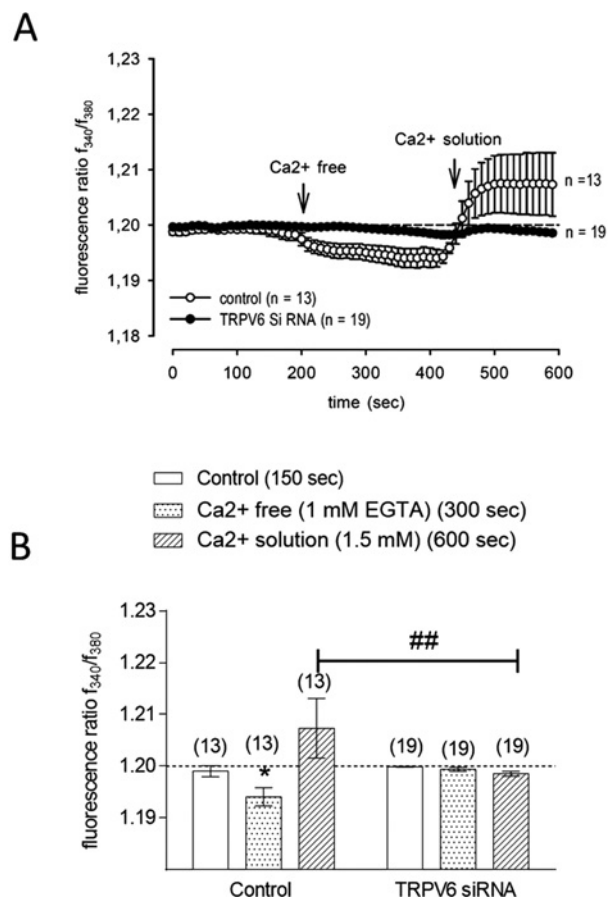 A
fluorescence ratio f340/f380
1,23
1,22
1,21
1,20
1,19
1,18
Ca2+ free
Ca2+ solution
n =13
n = 19
control (n = 13)
TRPV6 Si RNA (n = 19)
0 100 200 300 400 500 600
time (sec)
Control (150 sec)
Ca2+ free (1 mM EGTA) (300 sec)
Ca2+ solution (1.5 mM) (600 sec)
B
fluorescence ratio f340/f380
1.23
1.22
1.21
1.20
1.19
##
(13) (13) (13) (19) (19) (19)
*
Control TRPV6 siRNA